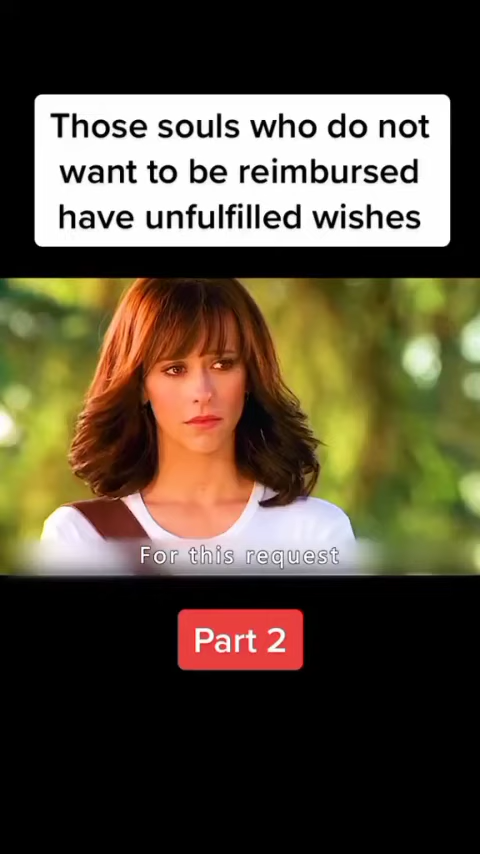 Those souls who do not
want to be reimbursed
have unfulfilled wishes
For this request
Part 2